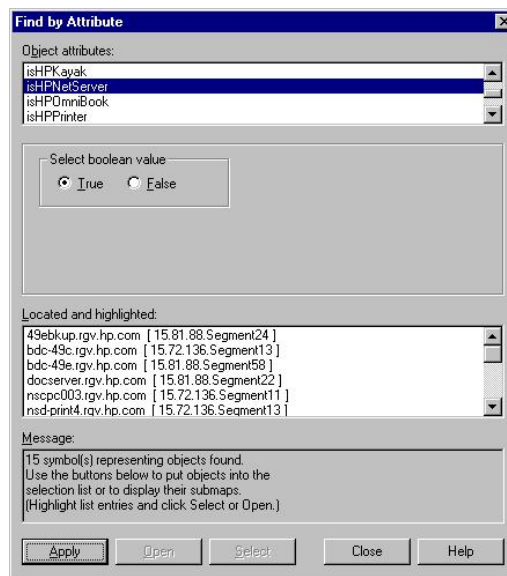 Find by Attribute
Object attributes:
isHPKayak
isHPNetServer
isHPOmniBook
isHPPrinter
Select boolean value
True False
Located and highlighted:
49ebkup.rgv.hp.com [ 15.81.88.Segment24 ]
bdc-49c.rgv.hp.com [ 15.72.136.Segment13 ]
bdc-49e.rgv.hp.com [ 15.81.88.Segment58 ]
docserver.rgv.hp.com [ 15.81.88.Segment22 ]
nscpc003.rgv.hp.com [ 15.72.136.Segment11 ]
nsd-print4.rgv.hp.com [ 15.72.136.Segment13 ]
Message:
15 symbol(s) representing objects found.
Use the buttons below to put objects into the
selection list or to display their submaps.
(Highlight list entries and click Select or Open.)
Apply Open Select Close Help